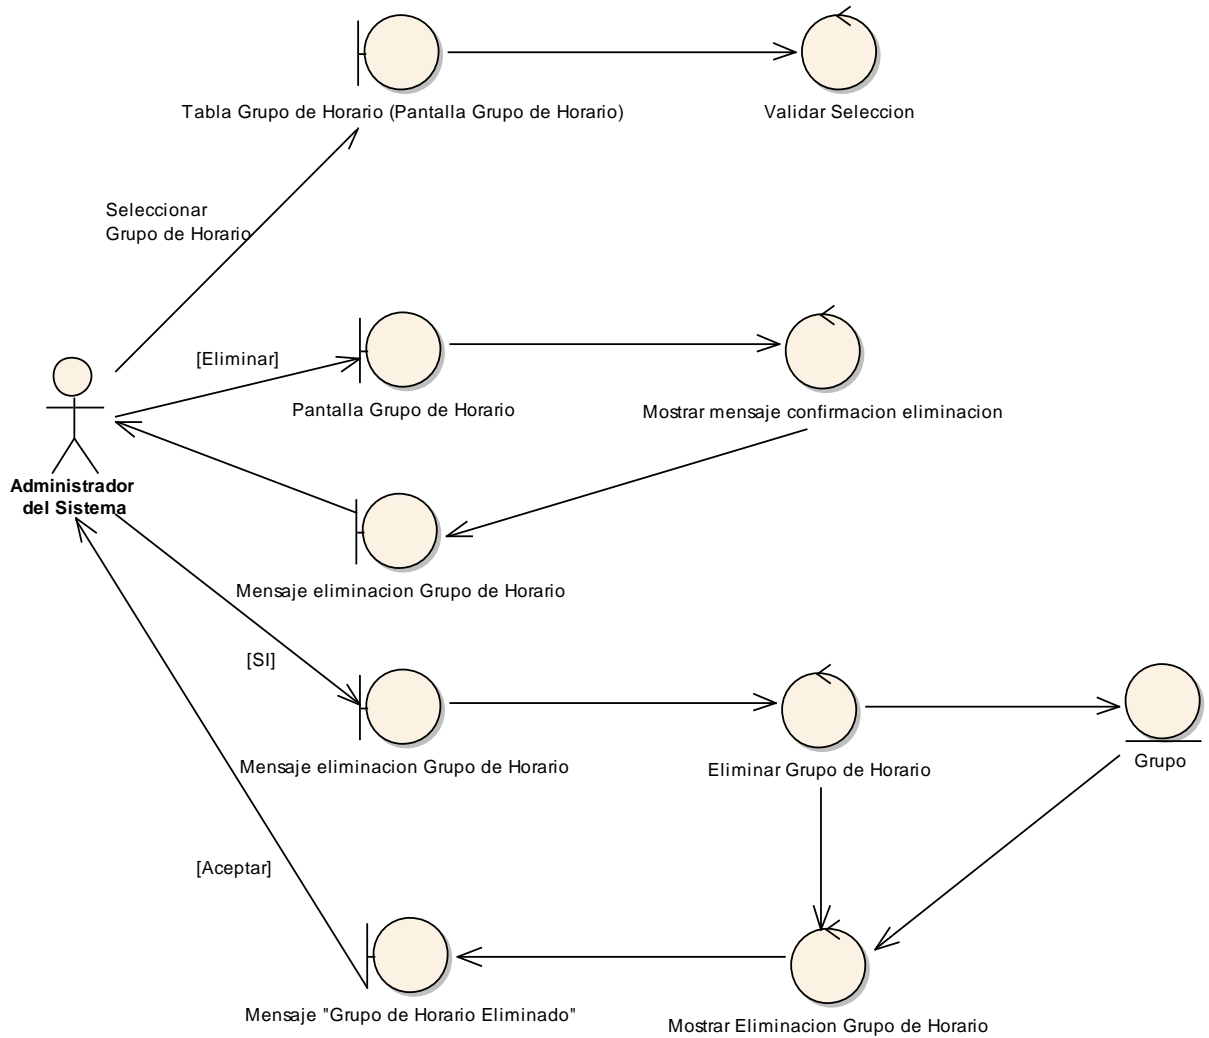 Tabla Grupo de Horario (Pantalla Grupo de Horario)
Validar Seleccion
Seleccionar
Grupo de Horario
[Eliminar]
Pantalla Grupo de Horario
Mostrar mensaje confirmacion eliminacion
Administrador
del Sistema
Mensaje eliminacion Grupo de Horario
[SI]
Mensaje eliminacion Grupo de Horario
Eliminar Grupo de Horario
Grupo
[Aceptar]
Mensaje "Grupo de Horario Eliminado"
Mostrar Eliminacion Grupo de Horario